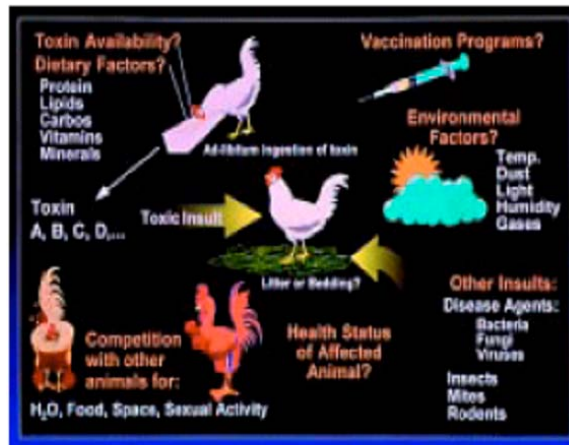 Toxin Availability?
Dietary Factors?
Protein
Lipids
Carbos
Vitamins
Minerals
Ad-libitum ingestion of toxin
Vaccination Programs?
Environmental
Factors?
Temp.
Dust
Light
Humidity
Gases
Toxin
A, B, C, D,...
Toxic Insult
Litter or Bedding?
Competition
with other
animals for:
H₂O, Food, Space, Sexual Activity
Health Status
of Affected
Animal?
Other Insults:
Disease Agents:
Bacteria
Fungi
Viruses
Insects
Mites
Rodents